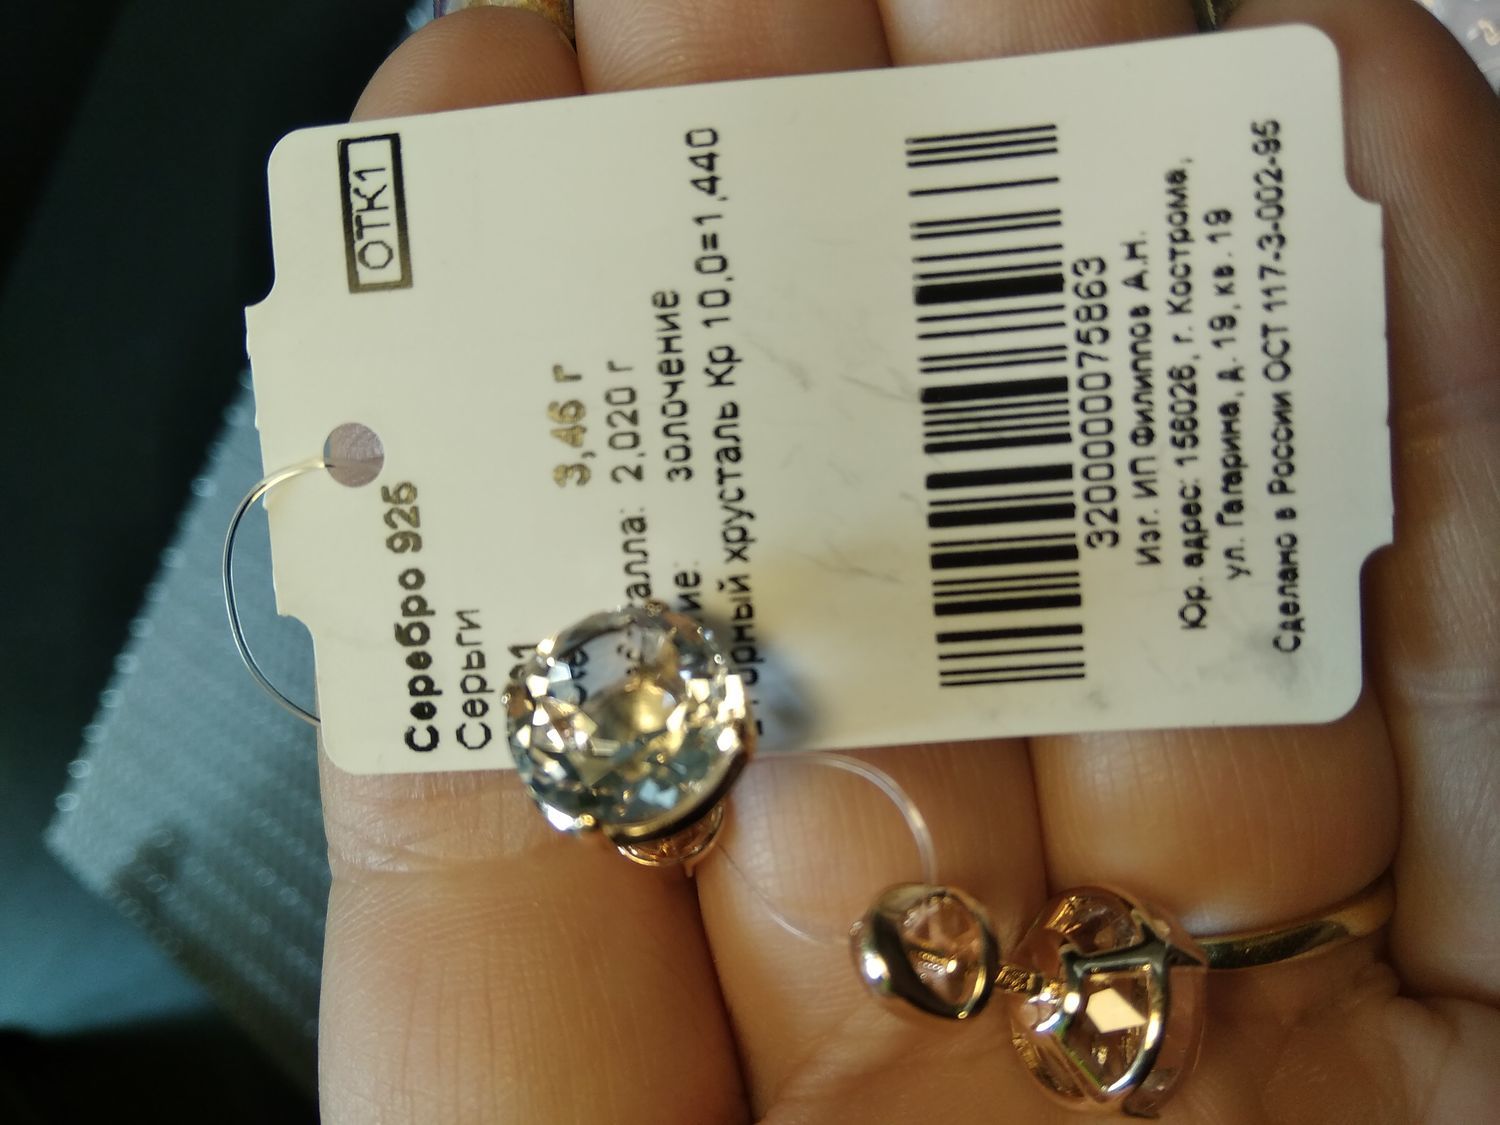 ОТК1
Серебро 925
Серьги
3,46 г
2,020 г
золочение
хрусталь Кр 10,0=1,440
3200000075863
Изг. ИП Филиппов А.Н.
Юр. адрес: 156026, г. Кострома,
ул. Гагарина, д. 19, кв. 19
Сделано в России ОСТ 117-3-002-95